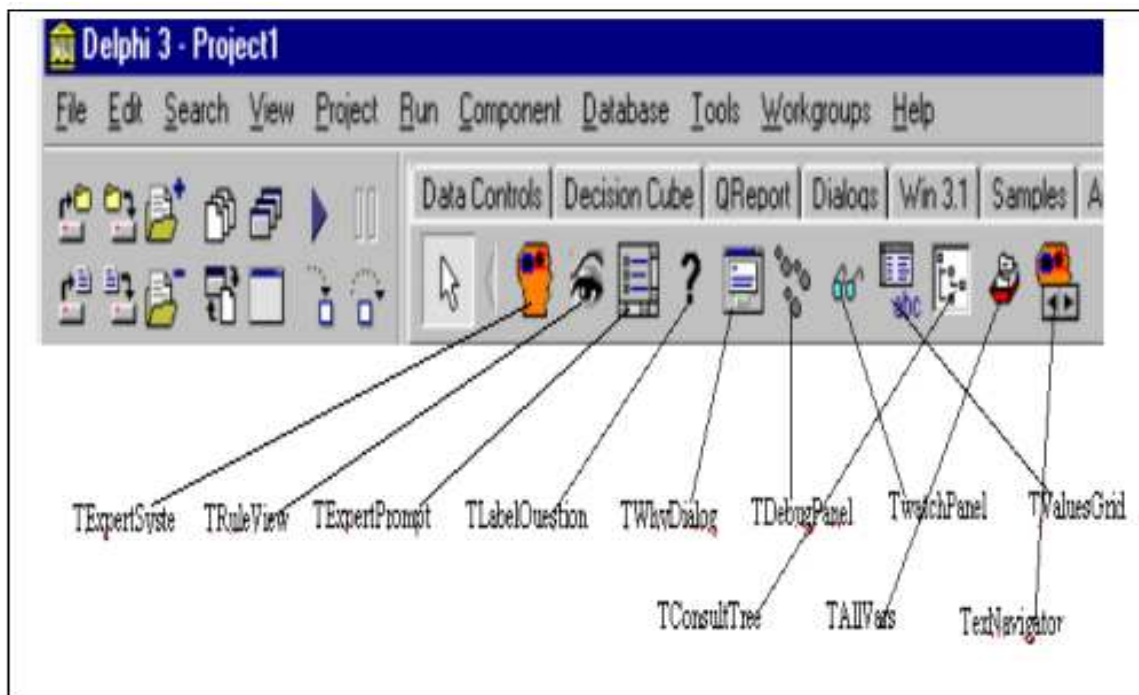 Delphi 3 - Project1
File Edit Search View Project Run Component Database Tools Workgroups Help
Data Controls Decision Cube QReport Dialogs Win 3.1 Samples A
abc
TExpertSyste TRuleView TExpertPrompt TLabelQuestion TWhyDialog TDebugPanel TwatchPanel TValuesGrid
TConsultTree TAllVars TexNavigator